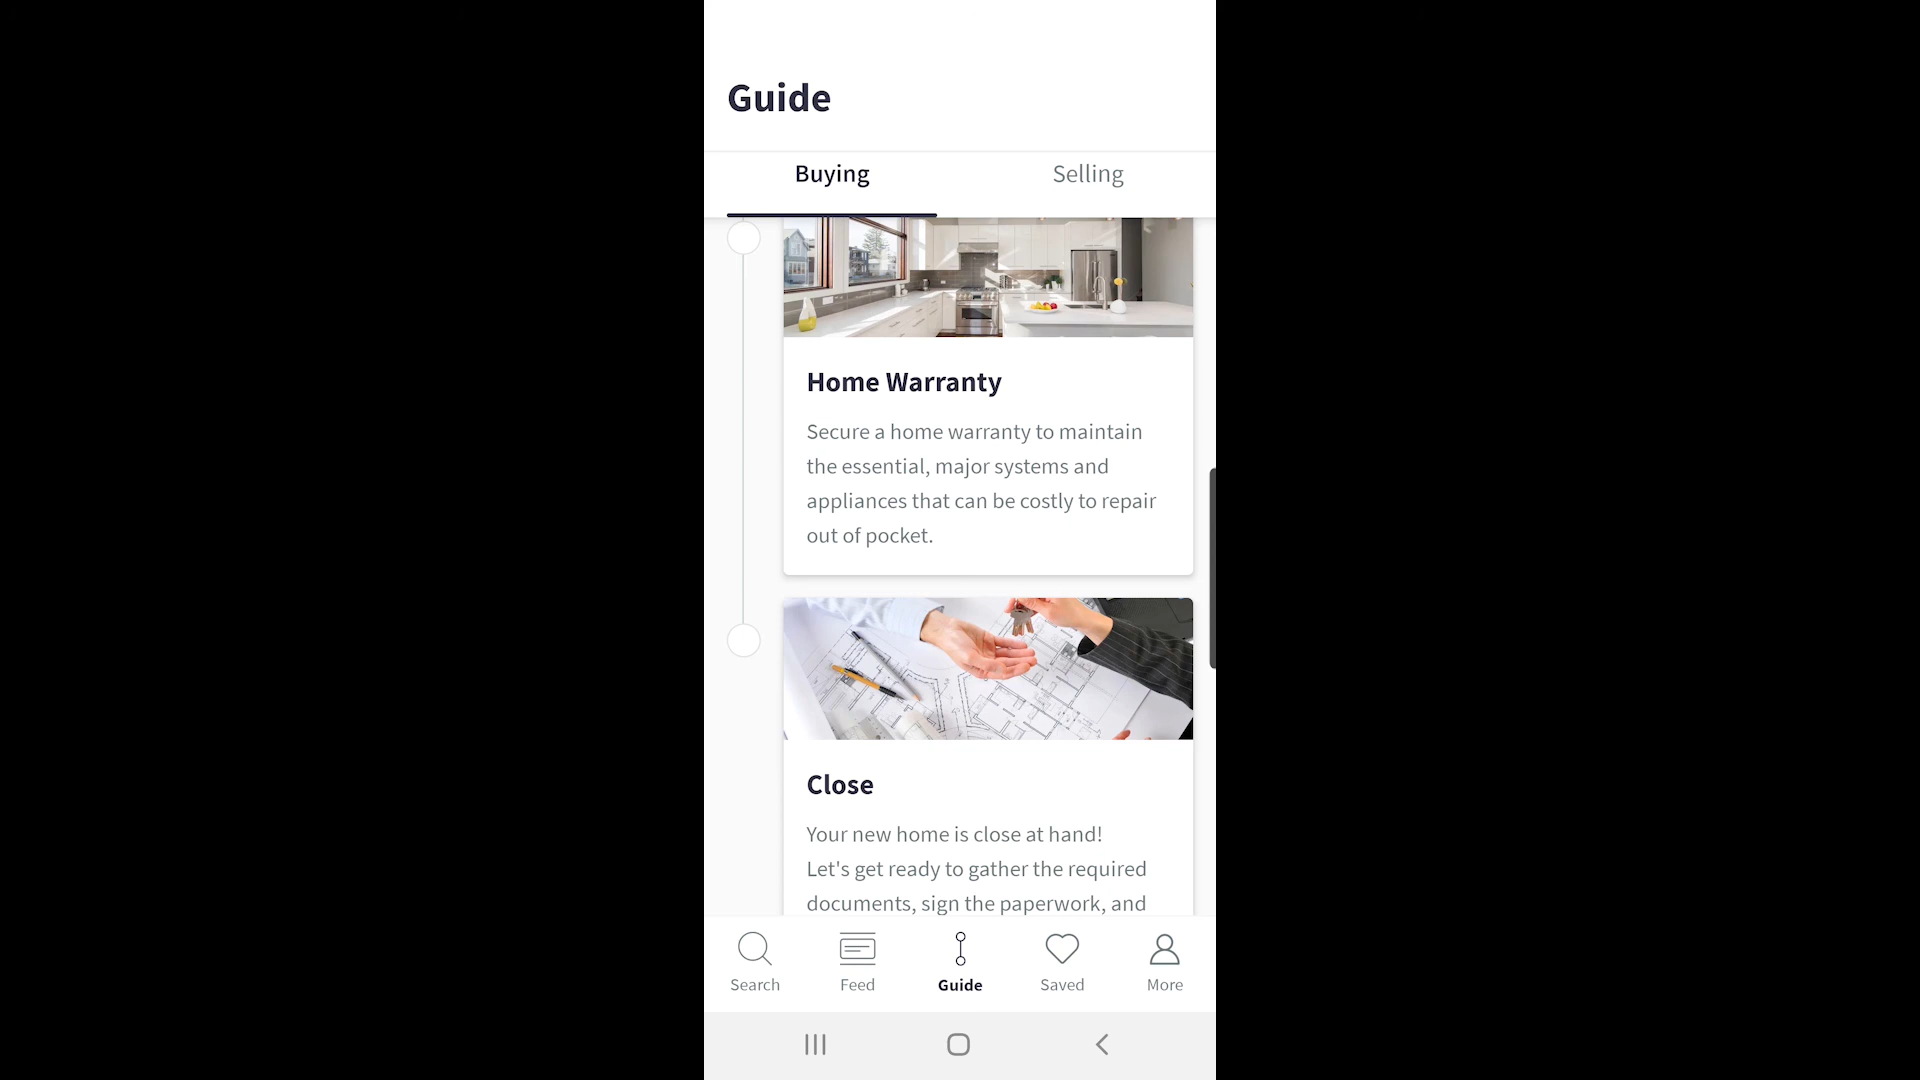 Guide
Buying
Selling
Home Warranty
Secure a home warranty to maintain
the essential, major systems and
appliances that can be costly to repair
out of pocket.
Close
Your new home is close at hand!
Let's get ready to gather the required
documents, sign the paperwork, and
Search
Feed
Guide
Saved
More